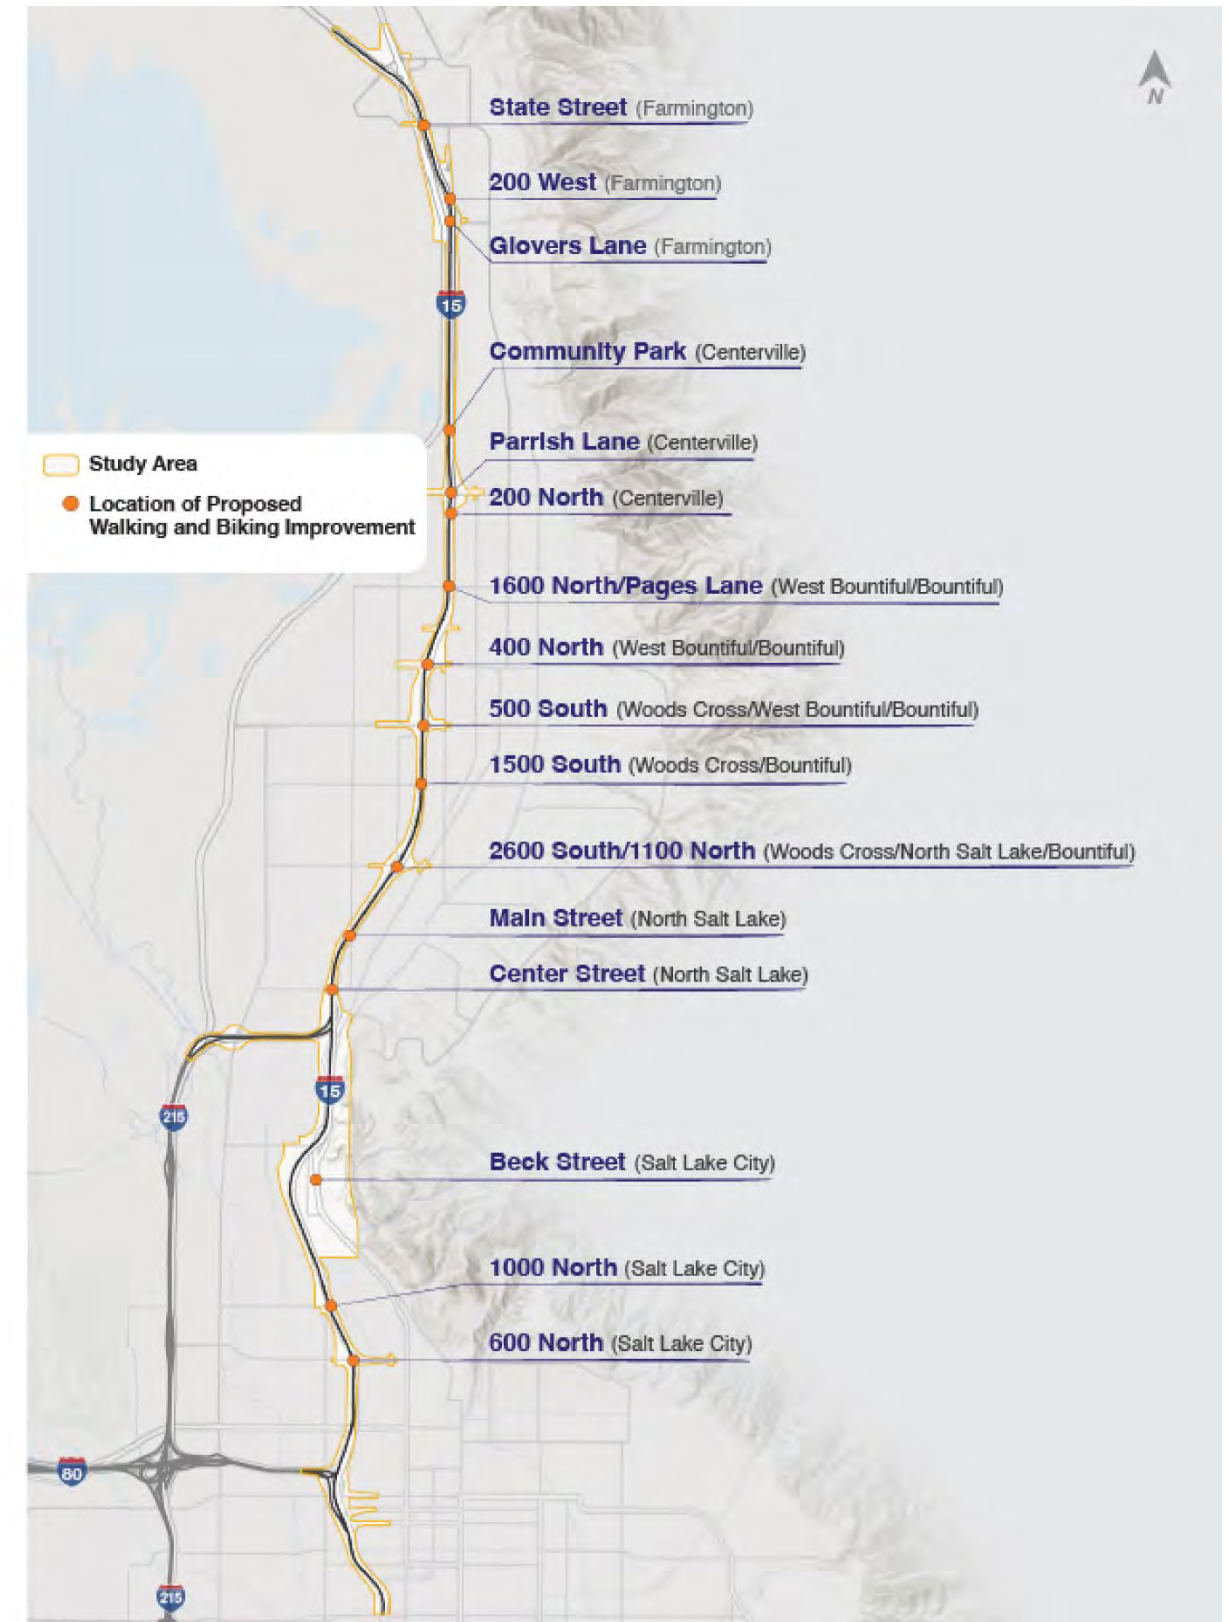 N
State Street (Farmington)
200 West (Farmington)
Glovers Lane (Farmington)
15
Community Park (Centerville)
Parrish Lane (Centerville)
Study Area
200 North (Centerville)
Location of Proposed
Walking and Biking Improvement
1600 North/Pages Lane (West Bountiful/Bountiful)
400 North (West Bountiful/Bountiful)
500 South (Woods Cross/West Bountiful/Bountiful)
1500 South (Woods Cross/Bountiful)
2600 South/1100 North (Woods Cross/North Salt Lake/Bountiful)
Main Street (North Salt Lake)
Center Street (North Salt Lake)
15
215
Beck Street (Salt Lake City)
1000 North (Salt Lake City)
600 North (Salt Lake City)
80
215